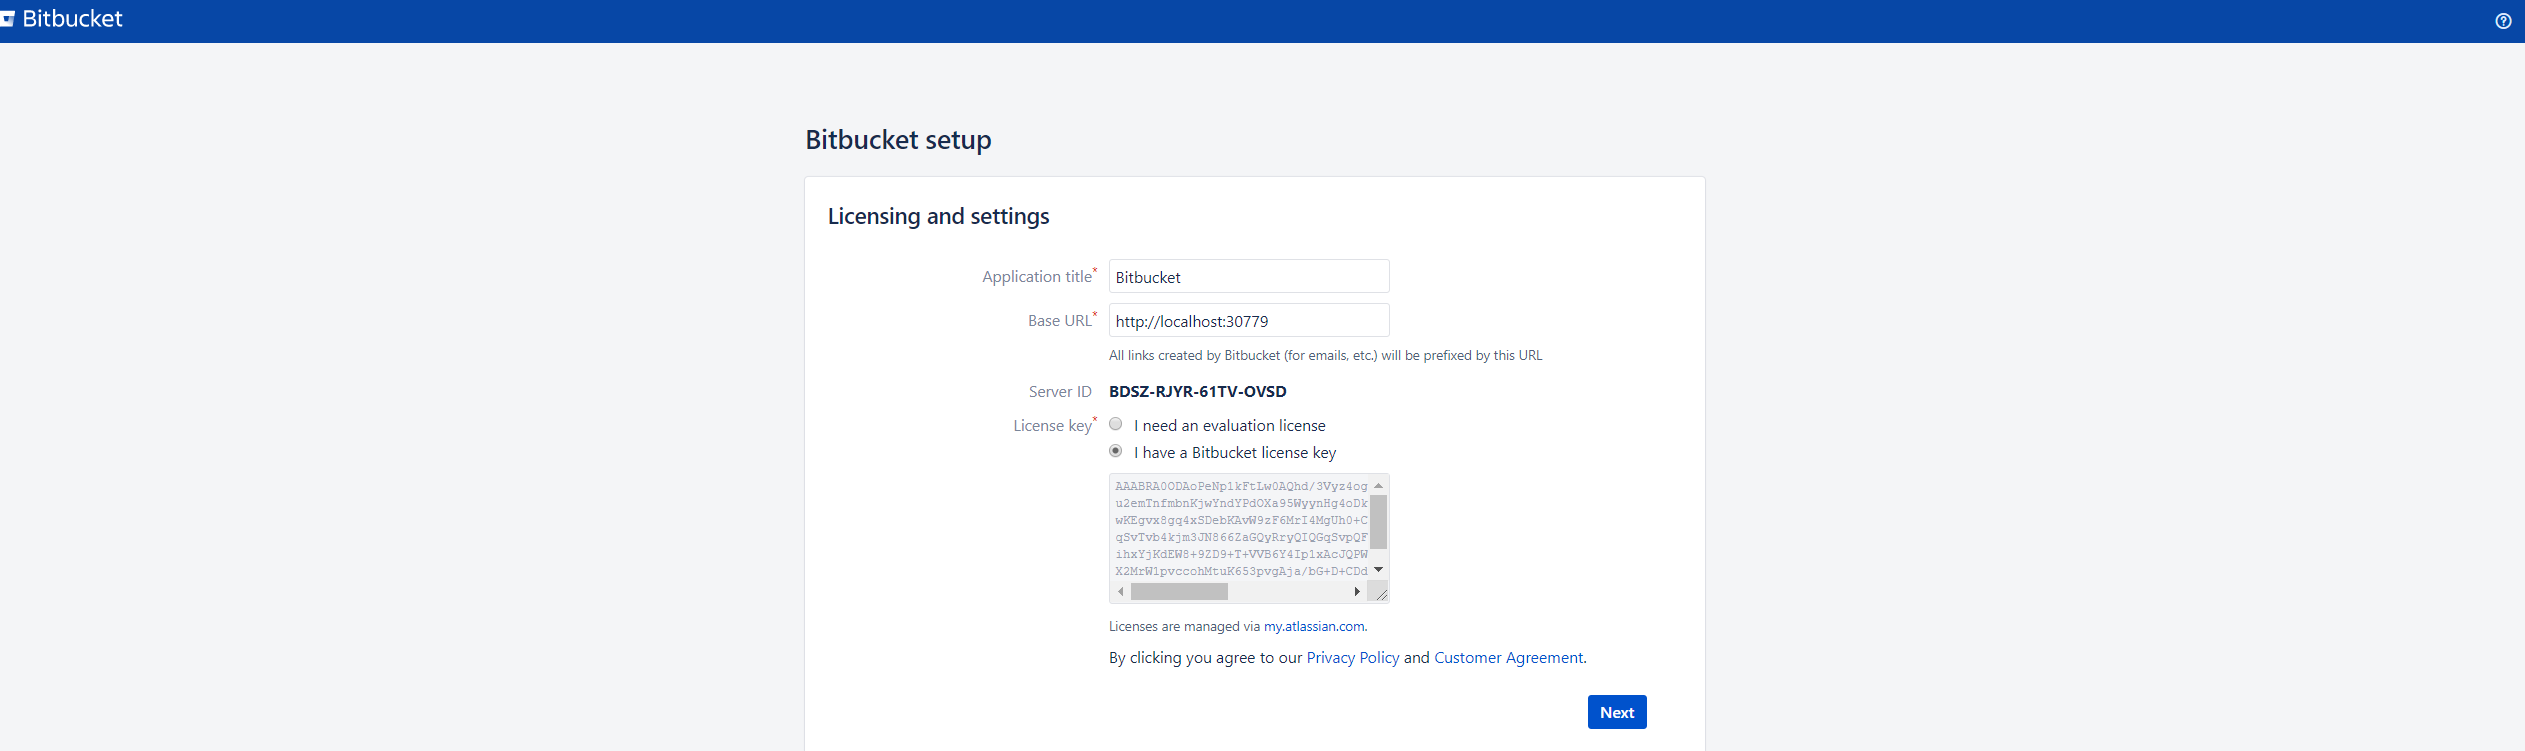 Bitbucket
Bitbucket setup
Licensing and settings
Application title*
Bitbucket
Base URL*
http://localhost:30779
All links created by Bitbucket (for emails, etc.) will be prefixed by this URL
Server ID
BDSZ-RJYR-61TV-OVSD
License key*
I need an evaluation license
I have a Bitbucket license key
AAABRA0ODAoPeNp1kFtLw0AQhd/3Vyz4og
u2emTnfmbnKjwYndYPdOXa95WyynHg4oDk
wKEgvx8gq4xSDebKAvW9zF6MrI4MgUh0+C
qSvTvb4kjm3JN866ZaGQyRryQIQGqSvpQF
ihxYjKdEW8+9ZD9+T+VVB6Y4Ip1xAcJQPW
X2MrW1pvccohMtuK653pvgAja/bG+D+CDd
Licenses are managed via my.atlassian.com.
By clicking you agree to our Privacy Policy and Customer Agreement.
Next